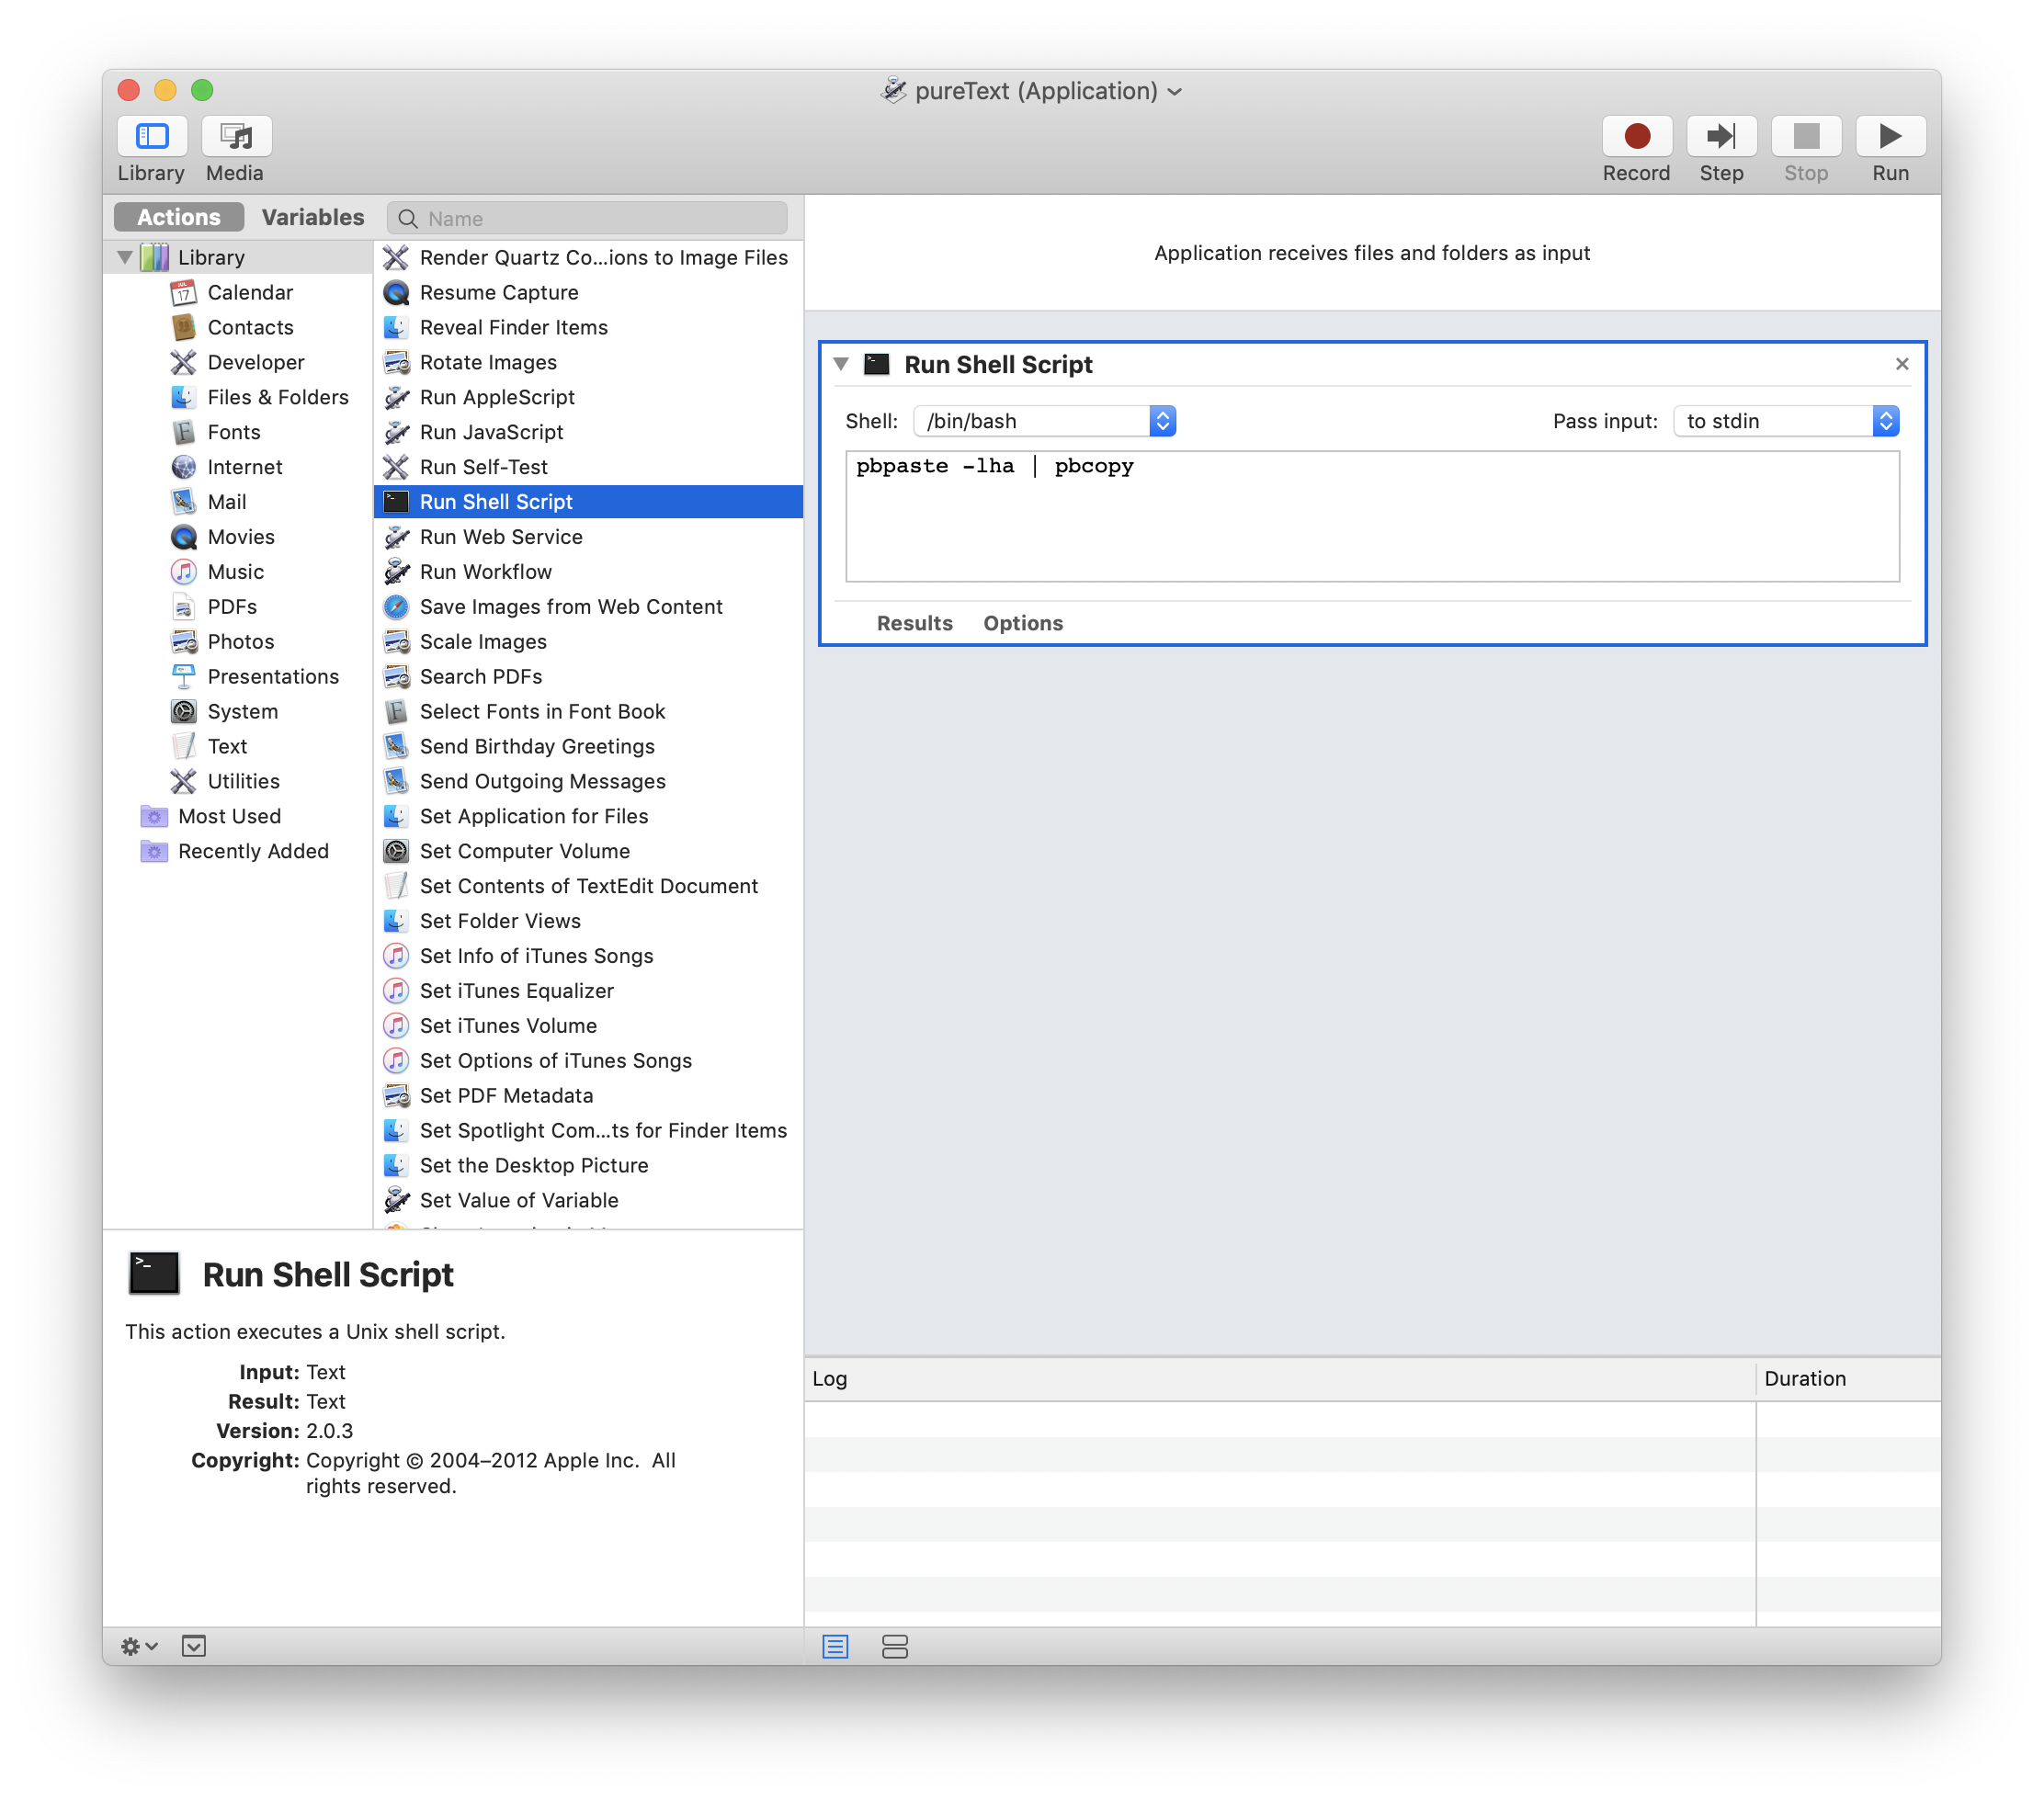 pureText (Application)
Library
Media
Record
Step
Stop
Run
Actions
Variables
Name
Library
Calendar
Contacts
Developer
Files & Folders
Fonts
Internet
Mail
Movies
Music
PDFs
Photos
Presentations
System
Text
Utilities
Most Used
Recently Added
Render Quartz Co...ions to Image Files
Resume Capture
Reveal Finder Items
Rotate Images
Run AppleScript
Run JavaScript
Run Self-Test
Run Shell Script
Run Web Service
Run Workflow
Save Images from Web Content
Scale Images
Search PDFs
Select Fonts in Font Book
Send Birthday Greetings
Send Outgoing Messages
Set Application for Files
Set Computer Volume
Set Contents of TextEdit Document
Set Folder Views
Set Info of iTunes Songs
Set iTunes Equalizer
Set iTunes Volume
Set Options of iTunes Songs
Set PDF Metadata
Set Spotlight Com...ts for Finder Items
Set the Desktop Picture
Set Value of Variable
Application receives files and folders as input
Run Shell Script
Shell: /bin/bash
Pass input: to stdin
pbpaste -lha | pbcopy
Results
Options
Run Shell Script
This action executes a Unix shell script.
Input: Text
Result: Text
Version: 2.0.3
Copyright: Copyright © 2004–2012 Apple Inc. All
rights reserved.
Log
Duration